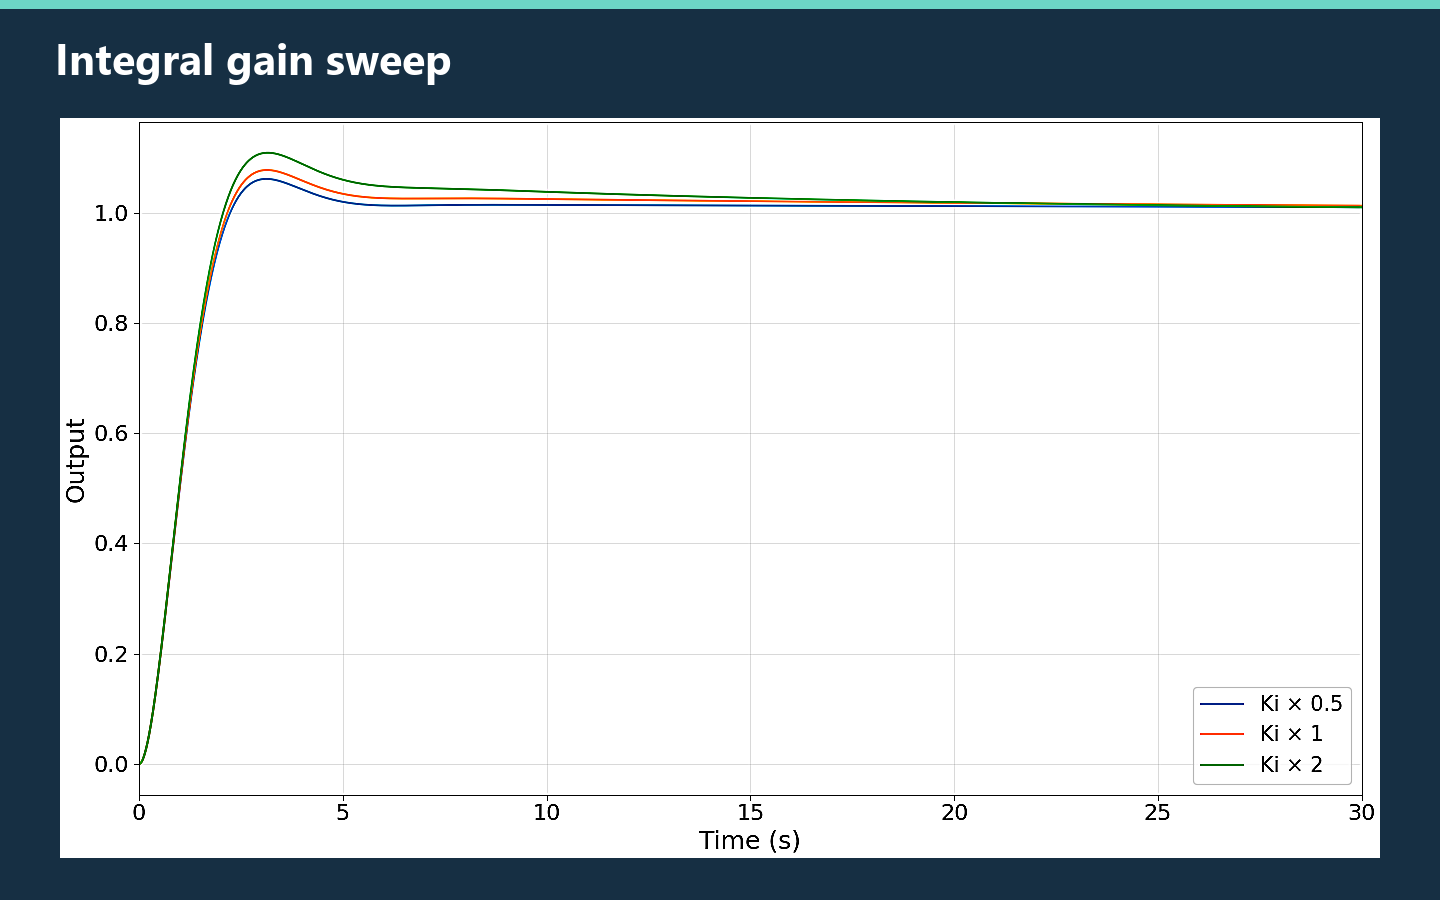 Integral gain sweep
Output
1.0
0.8
0.6
0.4
0.2
0.0
0 5 10 15 20 25 30
Time (s)
Ki × 0.5
Ki × 1
Ki × 2